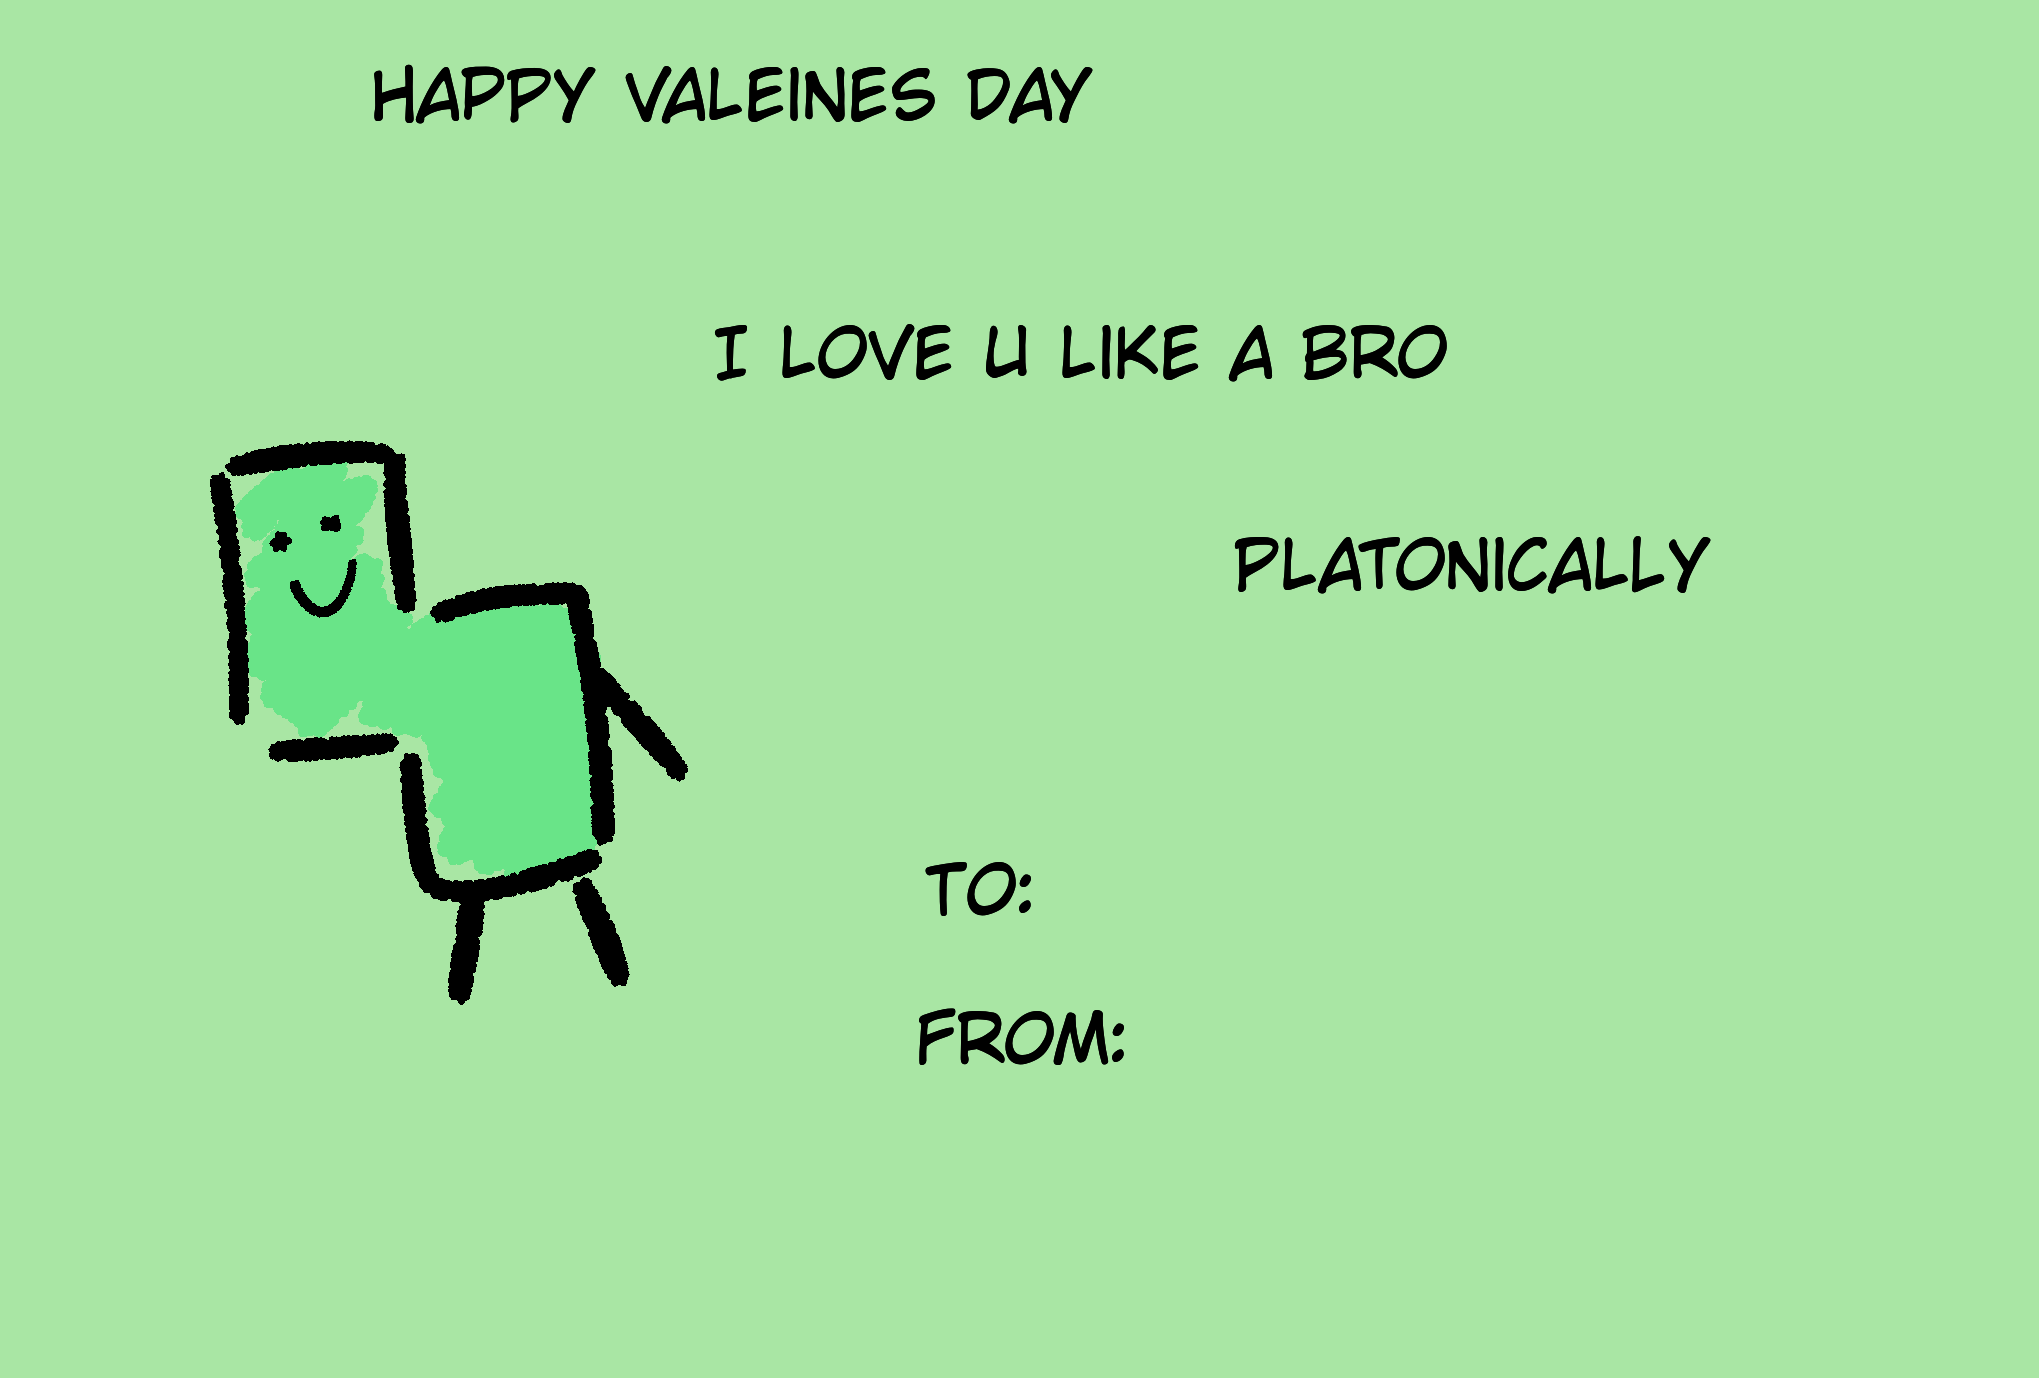 HAPPY VALEINES DAY
I LOVE U LIKE A BRO
PLATONICALLY
TO:
FROM: